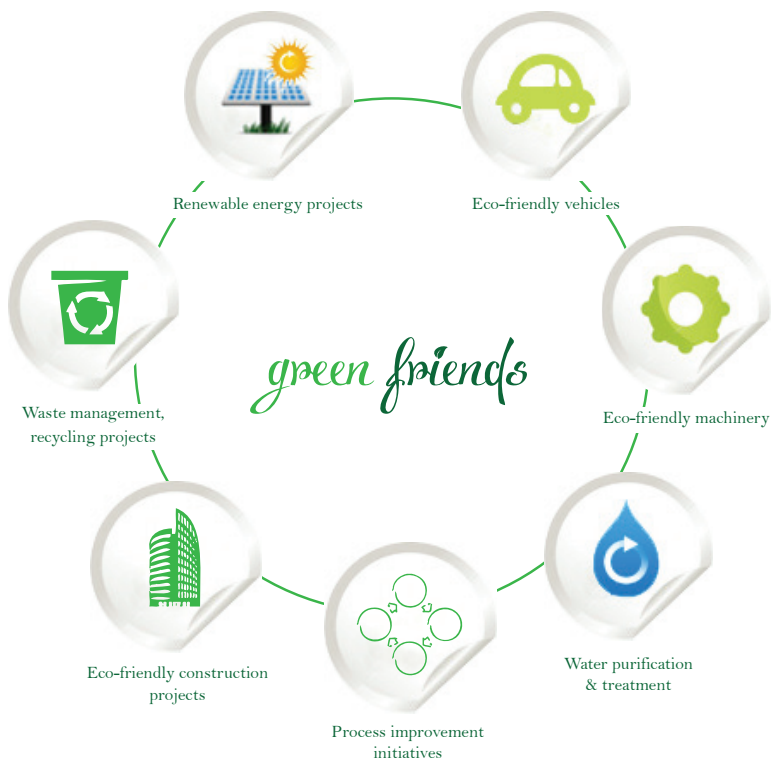 Renewable energy projects
Eco-friendly vehicles
Waste management,
recycling projects
green friends
Eco-friendly machinery
Eco-friendly construction
projects
Water purification
& treatment
Process improvement
initiatives